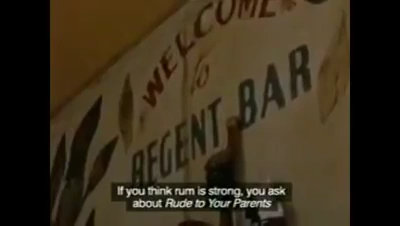 WELCOME
to
REGENT BAR
If you think rum is strong, you ask
about Rude to Your Parents